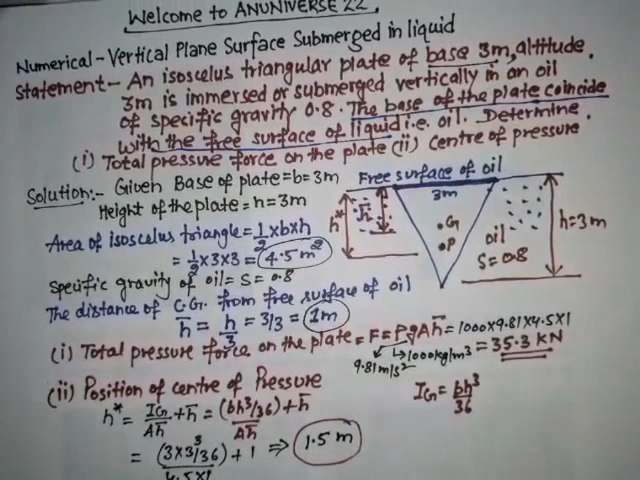 Welcome to ANUNIVERSE 22
Numerical - Vertical Plane Surface Submerged in liquid
Statement:- An isoscelus triangular plate of base 3m, altitude
3m is immersed or submerged vertically in an oil
of specific gravity 0.8. The base of the plate coincide
with the free surface of liquid i.e. oil. Determine.
(i) Total pressure force on the plate (ii) Centre of pressure
Solution:- Given Base of plate = b = 3m
Height of the plate = h = 3m
Free surface of oil
3m
h*
h̄
G
P
oil
S = 0.8
h = 3m
Area of isosceles triangle = 1/2 × b × h
= 1/2 × 3 × 3 = 4.5 m²
Specific gravity of oil = S = 0.8
The distance of C.G. from free surface of oil
h̄ = h/3 = 3/3 = 1m
(i) Total pressure force on the plate = F = ρgAh̄ = 1000×9.81×4.5×1
9.81 m/s²
1000 kg/m³
= 35.3 KN
(ii) Position of centre of Pressure
IG = bh³/36
h* = IG/Ah̄ + h̄ = (bh³/36)/Ah̄ + h̄
= (3×3³/36)/4.5×1 + 1 ⇒ 1.5 m